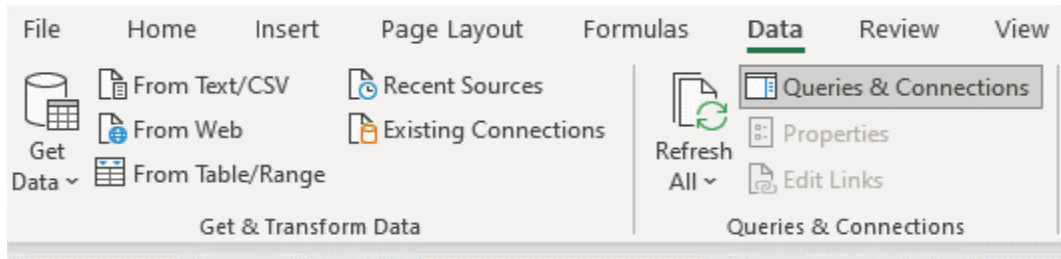 File Home Insert Page Layout Formulas Data Review View
From Text/CSV
From Web
From Table/Range
Recent Sources
Existing Connections
Get
Data
Get & Transform Data
Refresh
All
Queries & Connections
Properties
Edit Links
Queries & Connections